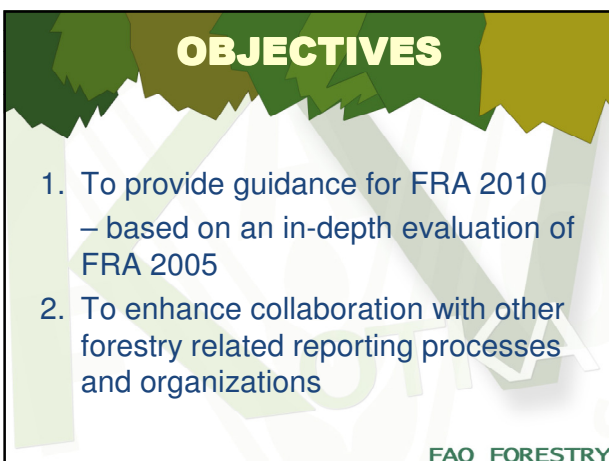 OBJECTIVES
1. To provide guidance for FRA 2010
– based on an in-depth evaluation of
FRA 2005
2. To enhance collaboration with other
forestry related reporting processes
and organizations
KOTKA
FAO FORESTRY